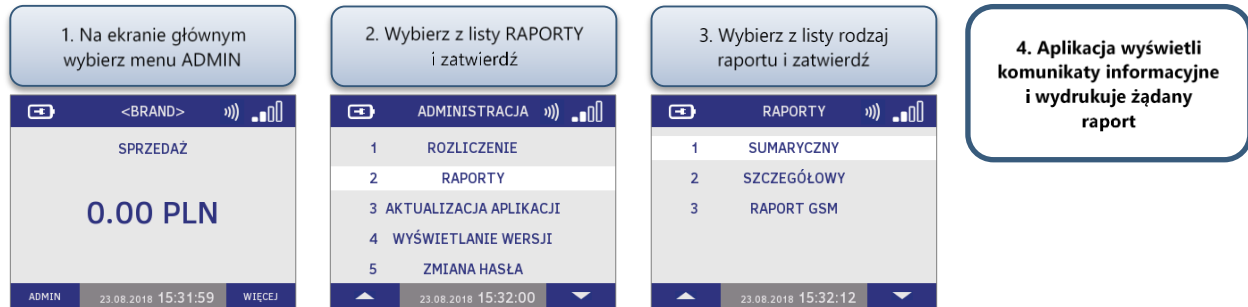 1. Na ekranie głównym
wybierz menu ADMIN
2. Wybierz z listy RAPORTY
i zatwierdź
3. Wybierz z listy rodzaj
raportu i zatwierdź
4. Aplikacja wyświetli
komunikaty informacyjne
i wydrukuje żądany
raport
<BRAND>
SPRZEDAŻ
0.00 PLN
ADMIN 23.08.2018 15:31:59 WIĘCEJ
ADMINISTRACJA
1 ROZLICZENIE
2 RAPORTY
3 AKTUALIZACJA APLIKACJI
4 WYŚWIETLANIE WERSJI
5 ZMIANA HASŁA
23.08.2018 15:32:00
RAPORTY
1 SUMARYCZNY
2 SZCZEGÓŁOWY
3 RAPORT GSM
23.08.2018 15:32:12